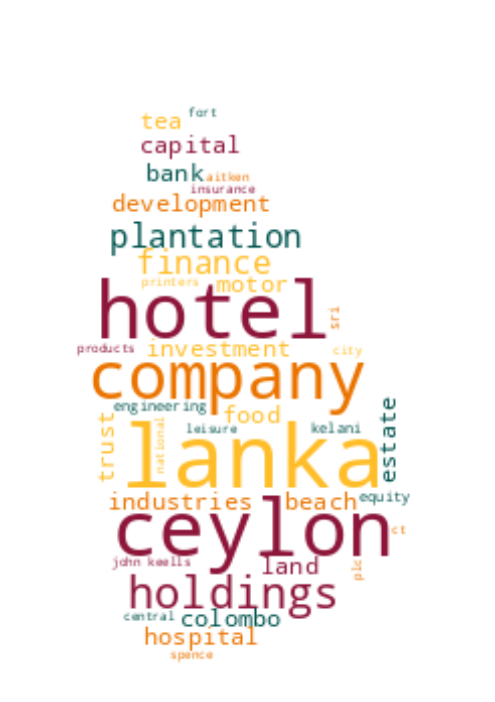 fort
tea
capital
bank aitken
insurance
development
plantation
finance
printers motor
hotel sri
products investment city
company
engineering food estate
trust national leisure kelani
lanka
industries beach equity
ceylon ct
john keells land plc
holdings
central colombo
hospital
spence